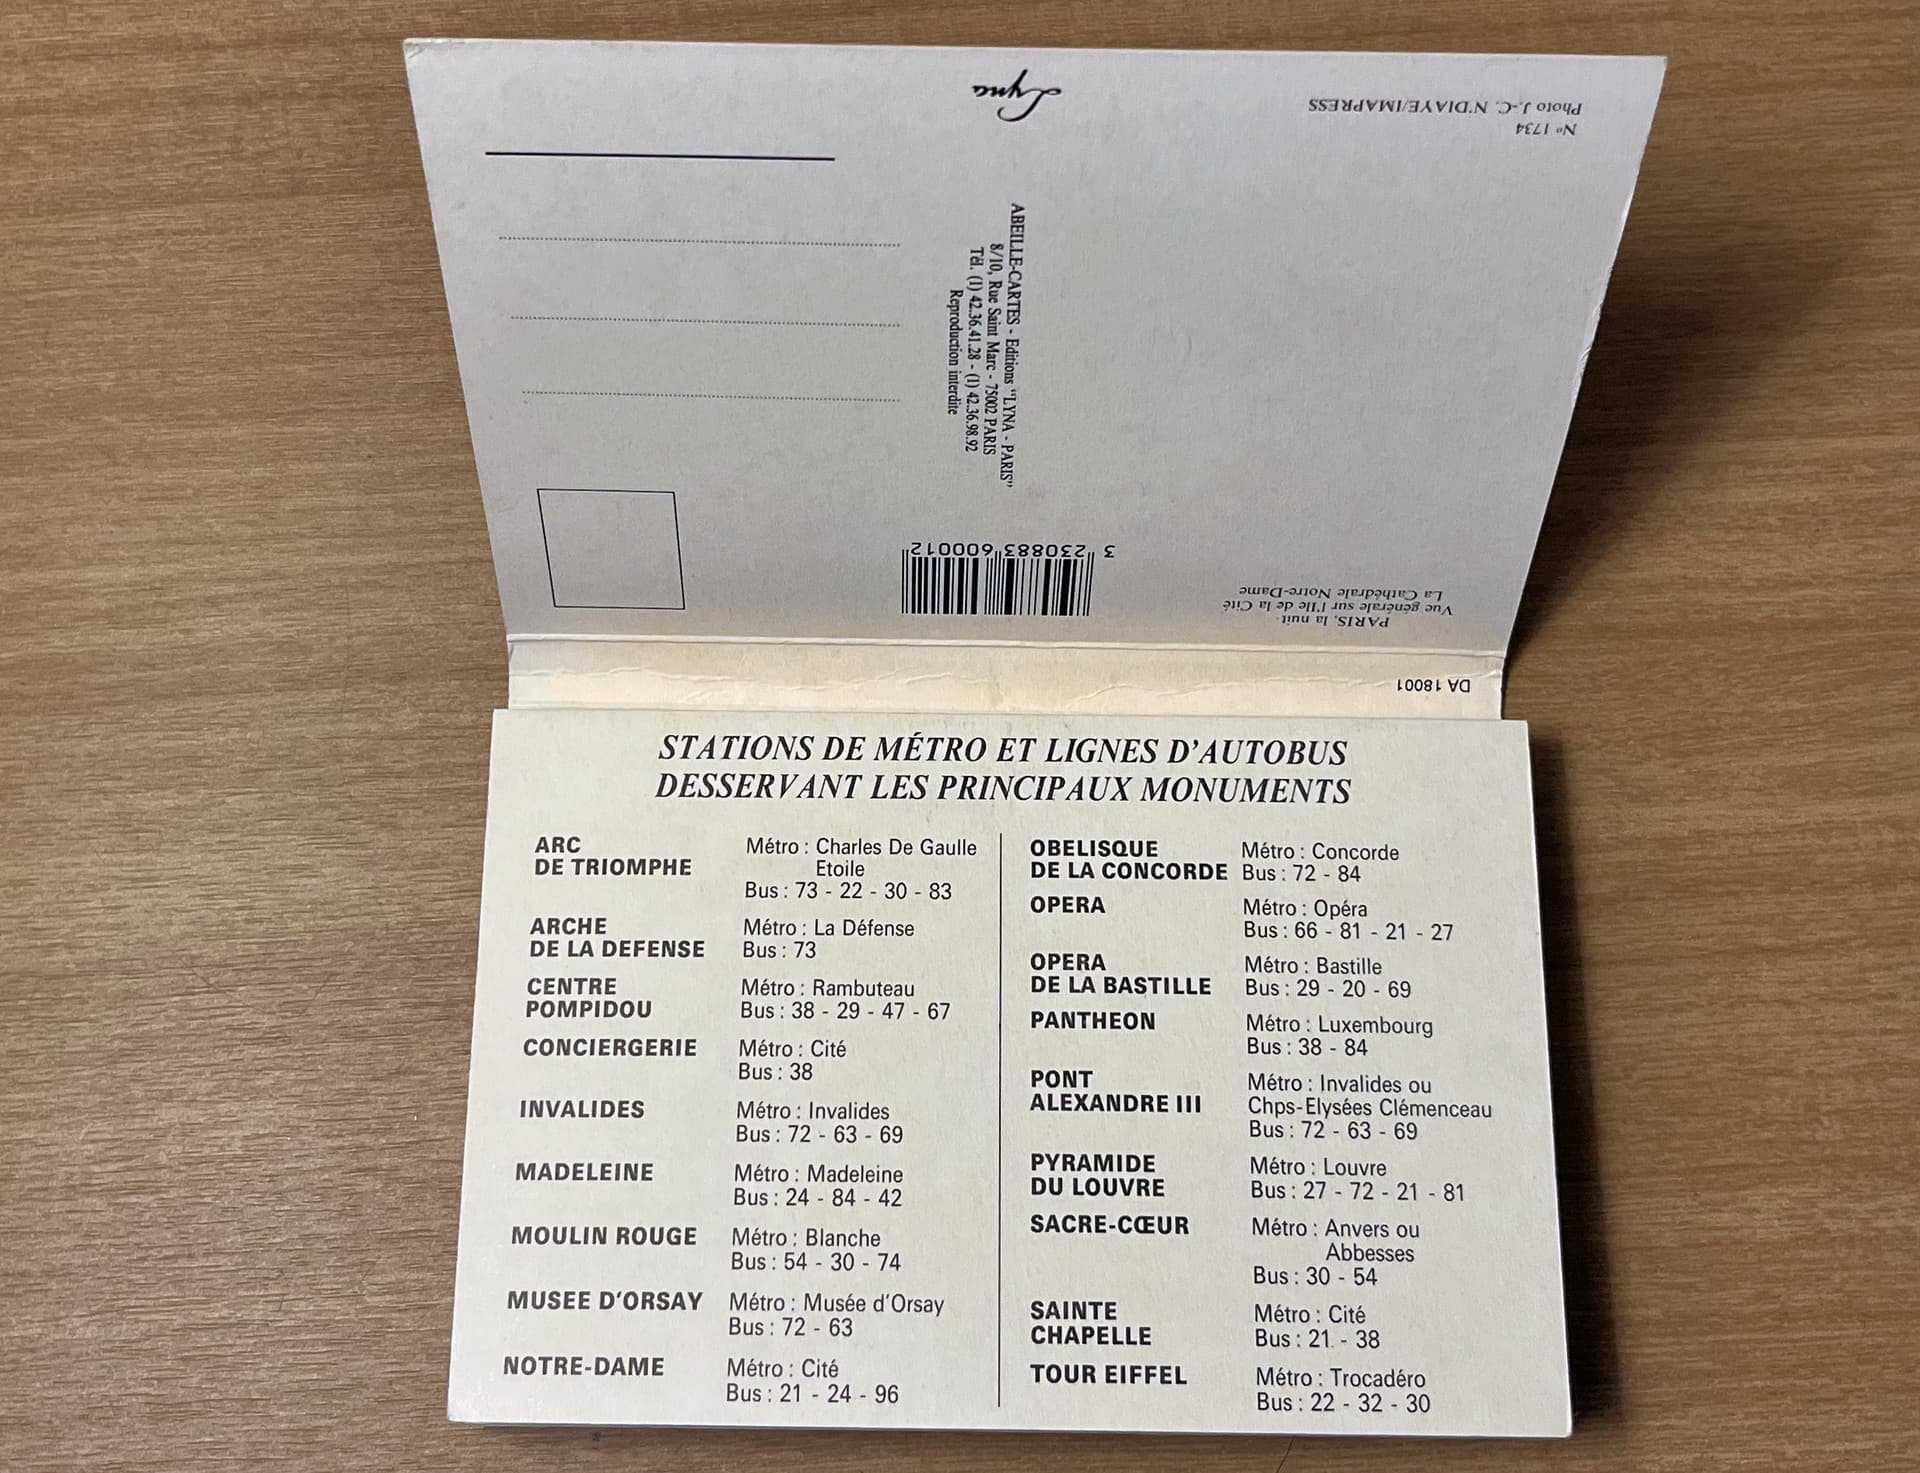 Lyna
Photo J.-C. N'DIAYE/IMAPRESS
Nº 1734
ABEILLE-CARTES - Editions "LYNA - PARIS"
8/10, Rue Saint Marc - 75002 PARIS
Tél. (1) 42.36.41.28 - (1) 42.36.98.92
Reproduction interdite
3 230883 600012
PARIS, la nuit
Vue générale sur l'Ile de la Cité
La Cathédrale Notre-Dame
DA 18001
STATIONS DE MÉTRO ET LIGNES D'AUTOBUS
DESSERVANT LES PRINCIPAUX MONUMENTS
ARC Métro : Charles De Gaulle
DE TRIOMPHE Etoile
Bus : 73 - 22 - 30 - 83
ARCHE Métro : La Défense
DE LA DEFENSE Bus : 73
CENTRE Métro : Rambuteau
POMPIDOU Bus : 38 - 29 - 47 - 67
CONCIERGERIE Métro : Cité
Bus : 38
INVALIDES Métro : Invalides
Bus : 72 - 63 - 69
MADELEINE Métro : Madeleine
Bus : 24 - 84 - 42
MOULIN ROUGE Métro : Blanche
Bus : 54 - 30 - 74
MUSEE D'ORSAY Métro : Musée d'Orsay
Bus : 72 - 63
NOTRE-DAME Métro : Cité
Bus : 21 - 24 - 96
OBELISQUE Métro : Concorde
DE LA CONCORDE Bus : 72 - 84
OPERA Métro : Opéra
Bus : 66 - 81 - 21 - 27
OPERA Métro : Bastille
DE LA BASTILLE Bus : 29 - 20 - 69
PANTHEON Métro : Luxembourg
Bus : 38 - 84
PONT Métro : Invalides ou
ALEXANDRE III Chps-Elysées Clémenceau
Bus : 72 - 63 - 69
PYRAMIDE Métro : Louvre
DU LOUVRE Bus : 27 - 72 - 21 - 81
SACRE-CŒUR Métro : Anvers ou
Abbesses
Bus : 30 - 54
SAINTE Métro : Cité
CHAPELLE Bus : 21 - 38
TOUR EIFFEL Métro : Trocadéro
Bus : 22 - 32 - 30